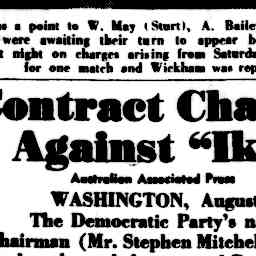 s a point to W. May (Sturt), A. Baile
were awaiting their turn to appear b
t night on charges arising from Saturda
for one match and Wickham was rep
Contract Cha
Against "Ik
Australian Associated Press
WASHINGTON, August
The Democratic Party's n
hairman (Mr. Stephen Mitchel